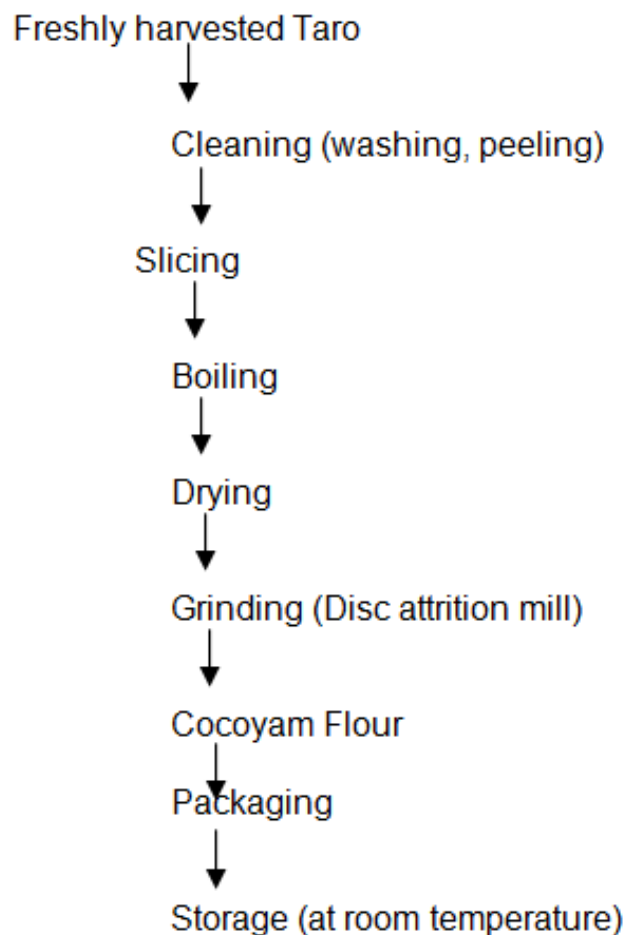 Freshly harvested Taro
Cleaning (washing, peeling)
Slicing
Boiling
Drying
Grinding (Disc attrition mill)
Cocoyam Flour
Packaging
Storage (at room temperature)